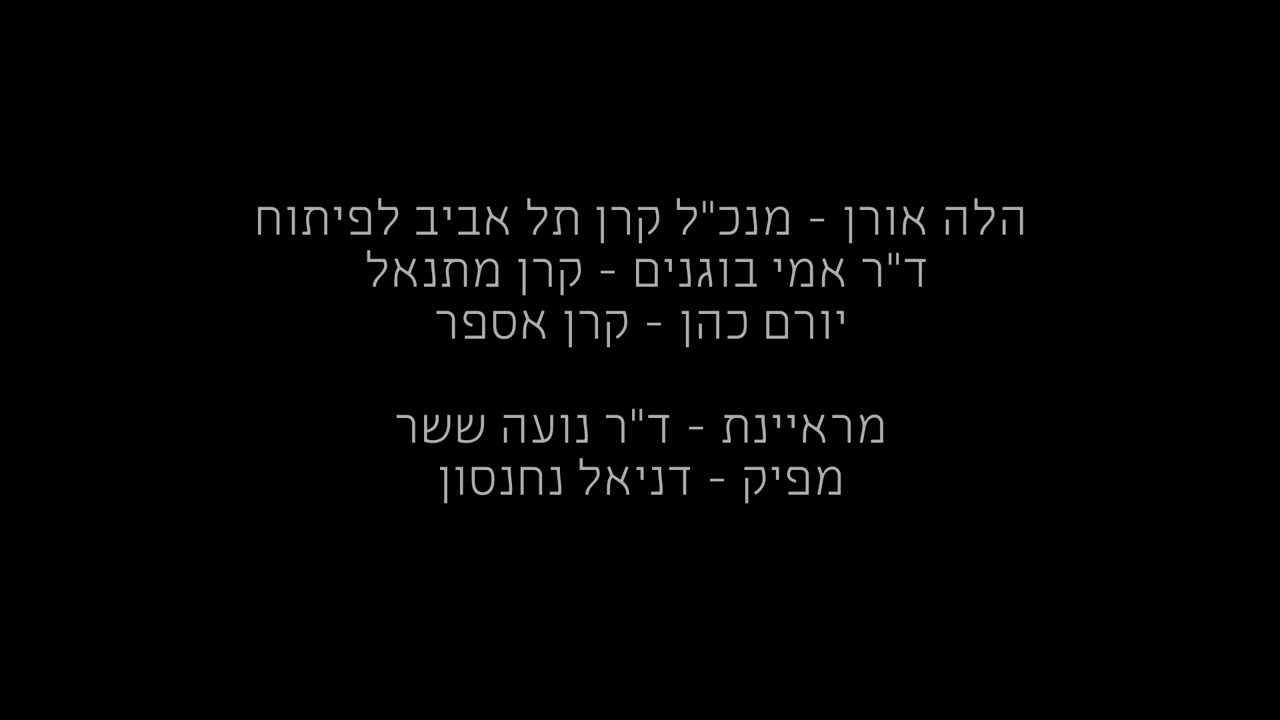 הלה אורן - מנכ"ל קרן תל אביב לפיתוח
ד"ר אמי בוגנים - קרן מתנאל
יורם כהן - קרן אספר
מראיינת - ד"ר נועה ששר
מפיק - דניאל נחנסון